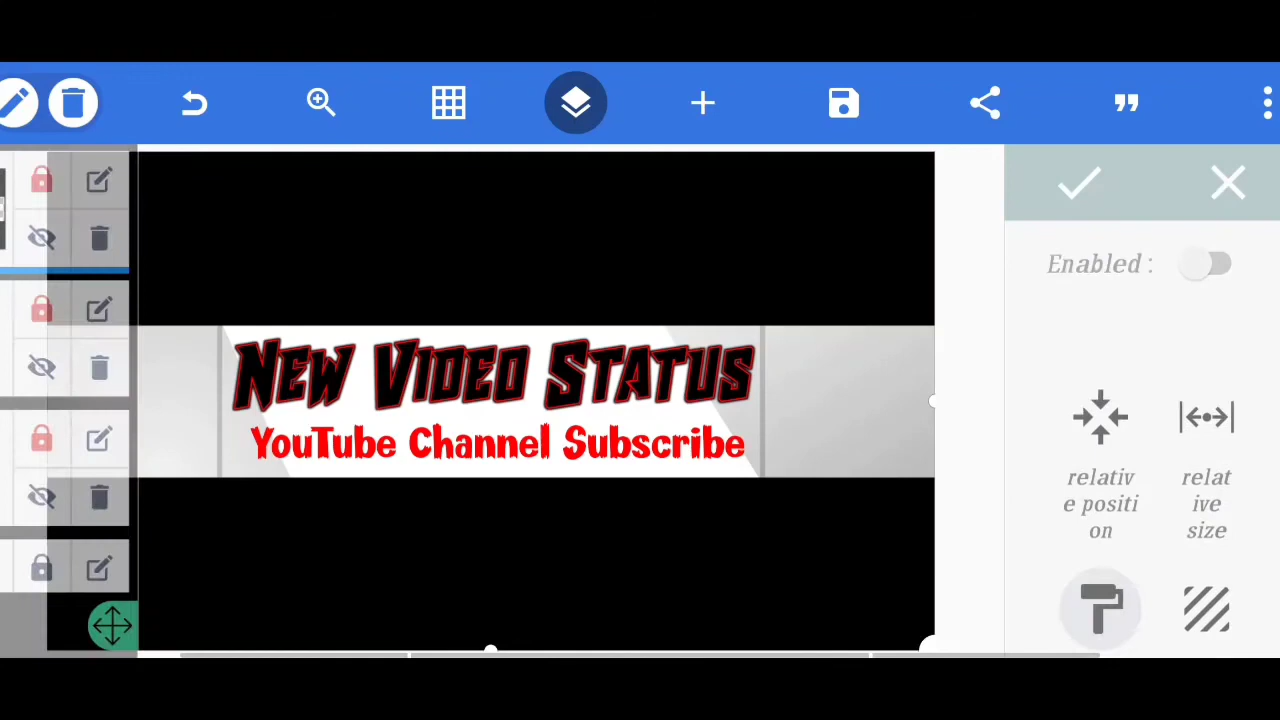 Enabled :
New Video Status
YouTube Channel Subscribe
relativ
e positi
on
relat
ive
size